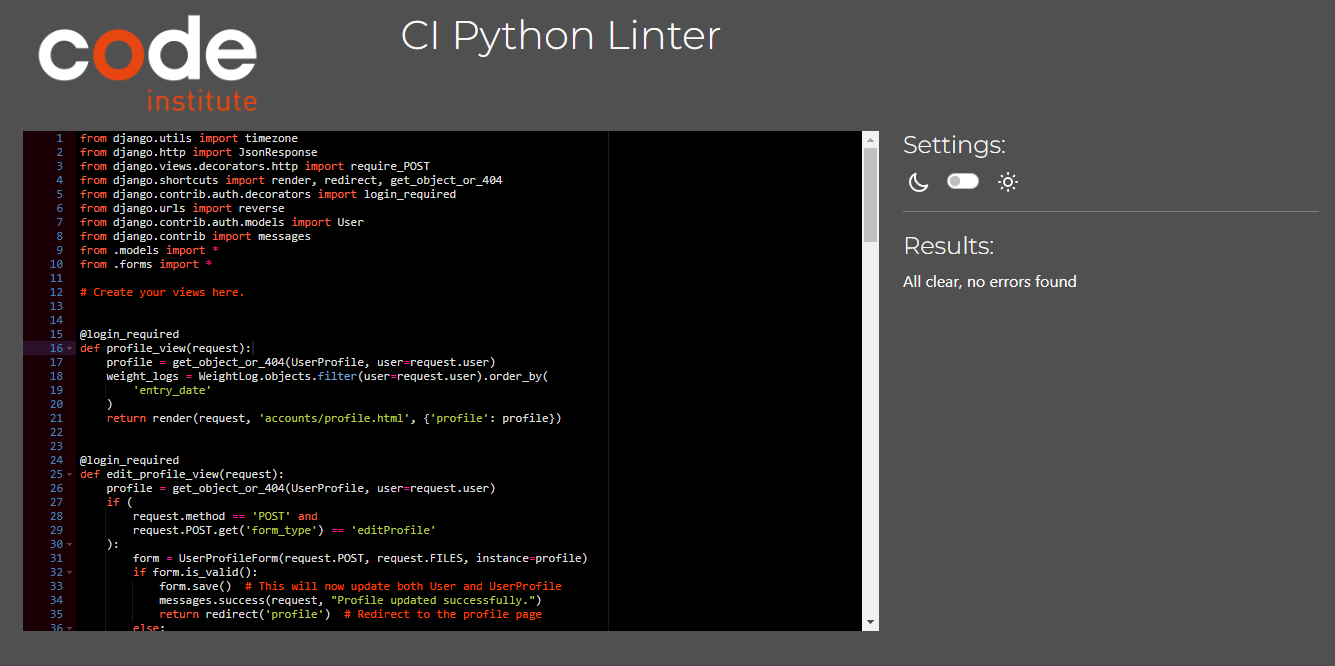 code
institute
CI Python Linter
1 from django.utils import timezone
2 from django.http import JsonResponse
3 from django.views.decorators.http import require_POST
4 from django.shortcuts import render, redirect, get_object_or_404
5 from django.contrib.auth.decorators import login_required
6 from django.urls import reverse
7 from django.contrib.auth.models import User
8 from django.contrib import messages
9 from .models import *
10 from .forms import *
11
12 # Create your views here.
13
14
15 @login_required
16 def profile_view(request):
17     profile = get_object_or_404(UserProfile, user=request.user)
18     weight_logs = WeightLog.objects.filter(user=request.user).order_by(
19         'entry_date'
20     )
21     return render(request, 'accounts/profile.html', {'profile': profile})
22
23
24 @login_required
25 def edit_profile_view(request):
26     profile = get_object_or_404(UserProfile, user=request.user)
27     if (
28         request.method == 'POST' and
29         request.POST.get('form_type') == 'editProfile'
30     ):
31         form = UserProfileForm(request.POST, request.FILES, instance=profile)
32         if form.is_valid():
33             form.save()  # This will now update both User and UserProfile
34             messages.success(request, "Profile updated successfully.")
35             return redirect('profile')  # Redirect to the profile page
36         else:
Settings:
Results:
All clear, no errors found